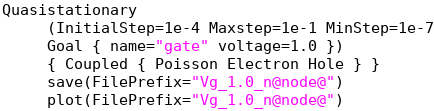 Quasistationary
(InitialStep=1e-4 Maxstep=1e-1 MinStep=1e-7
Goal { name="gate" voltage=1.0 })
{ Coupled { Poisson Electron Hole } }
save(FilePrefix="Vg_1.0_n@node@")
plot(FilePrefix="Vg_1.0_n@node@")